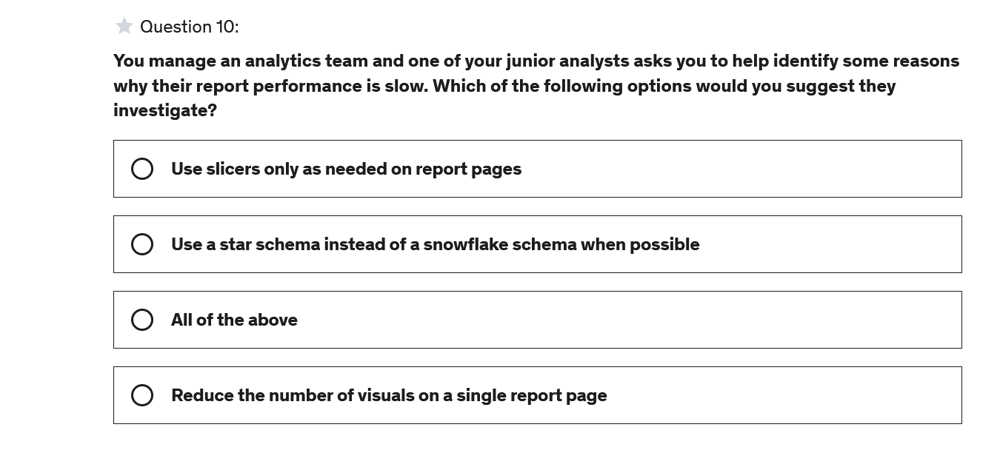 Question 10:
You manage an analytics team and one of your junior analysts asks you to help identify some reasons
why their report performance is slow. Which of the following options would you suggest they
investigate?
Use slicers only as needed on report pages
Use a star schema instead of a snowflake schema when possible
All of the above
Reduce the number of visuals on a single report page